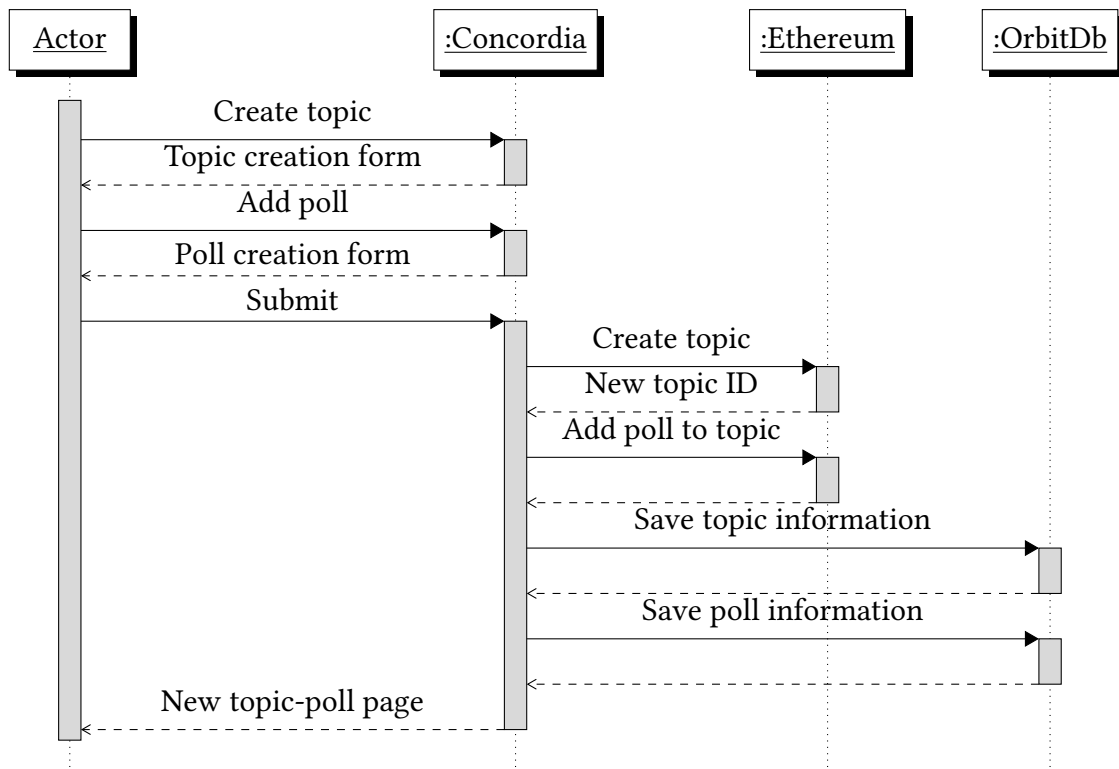 Actor
:Concordia
:Ethereum
:OrbitDb
Create topic
Topic creation form
Add poll
Poll creation form
Submit
Create topic
New topic ID
Add poll to topic
Save topic information
Save poll information
New topic-poll page